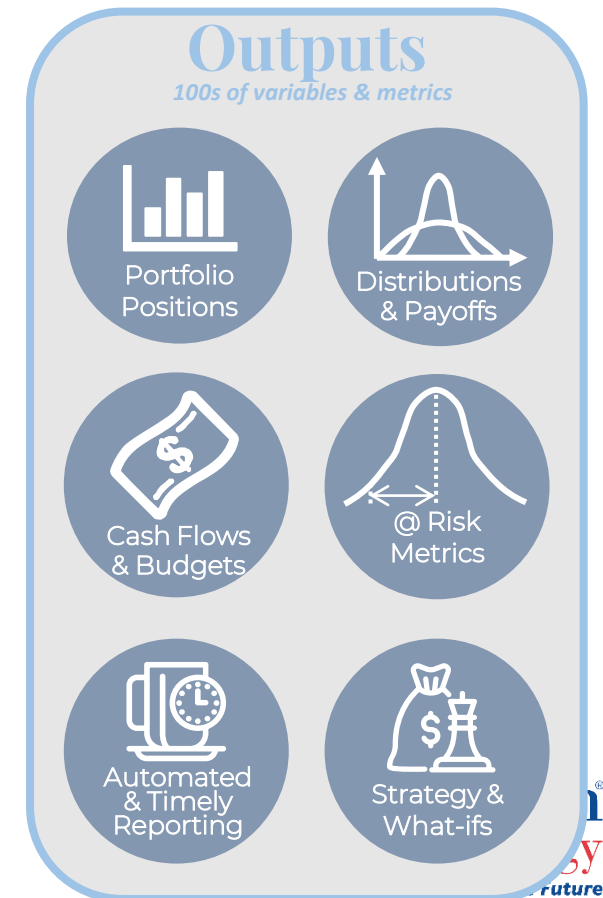 Outputs
100s of variables & metrics
Portfolio
Positions
Distributions
& Payoffs
$
Cash Flows
& Budgets
@ Risk
Metrics
Automated
& Timely
Reporting
$
Strategy &
What-ifs
®
Future